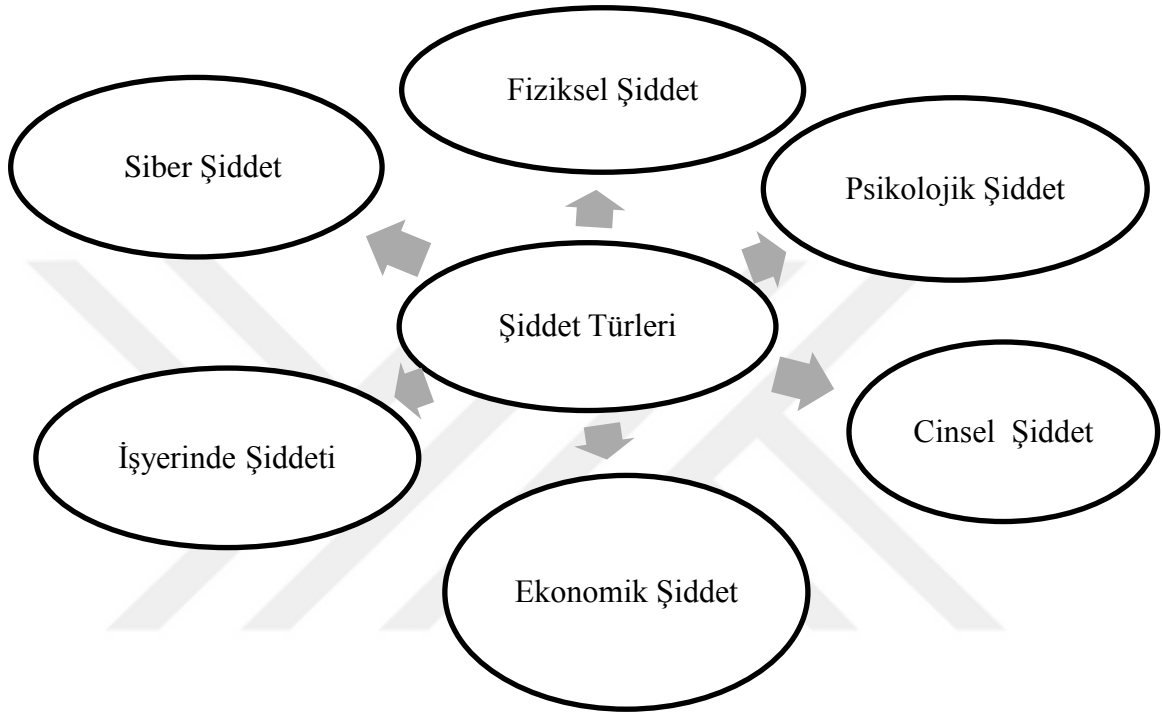 Fiziksel Şiddet
Siber Şiddet
Psikolojik Şiddet
Şiddet Türleri
Cinsel  Şiddet
İşyerinde Şiddeti
Ekonomik Şiddet